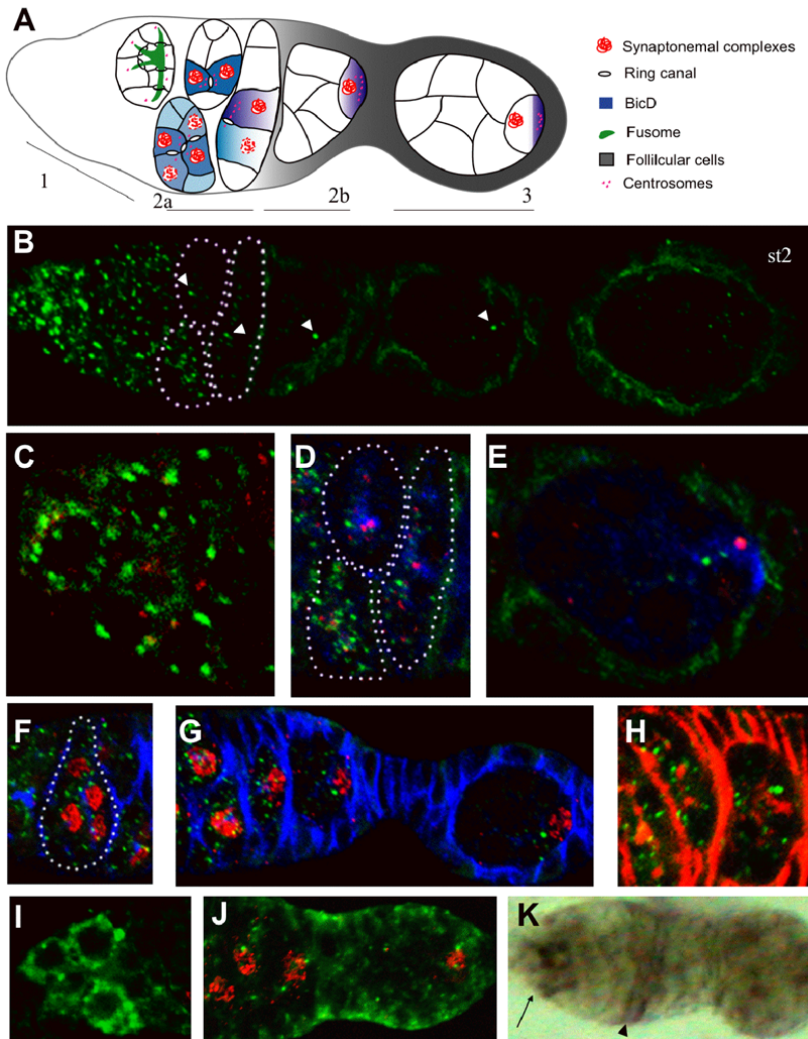 A
Synaptonemal complexes
Ring canal
BicD
Fusome
Follilcular cells
Centrosomes
1
2a
2b
3
B
st2
C
D
E
F
G
H
I
J
K